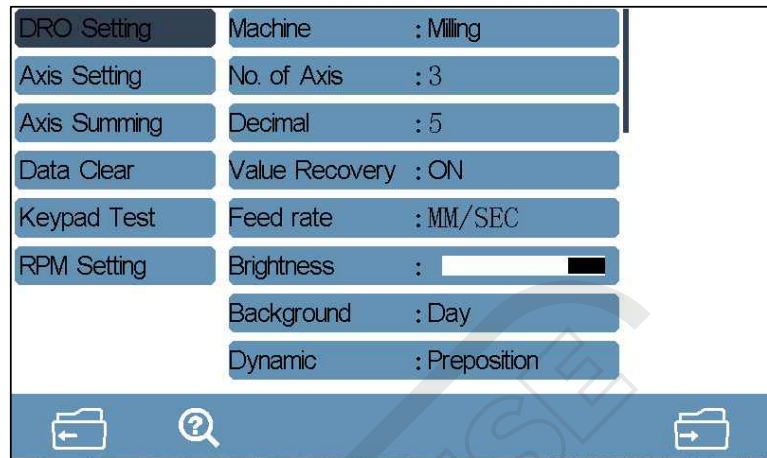 DRO Setting
Machine : Milling
Axis Setting
No. of Axis : 3
Axis Summing
Decimal : 5
Data Clear
Value Recovery : ON
Keypad Test
Feed rate : MM/SEC
RPM Setting
Brightness :
Background : Day
Dynamic : Preposition
?